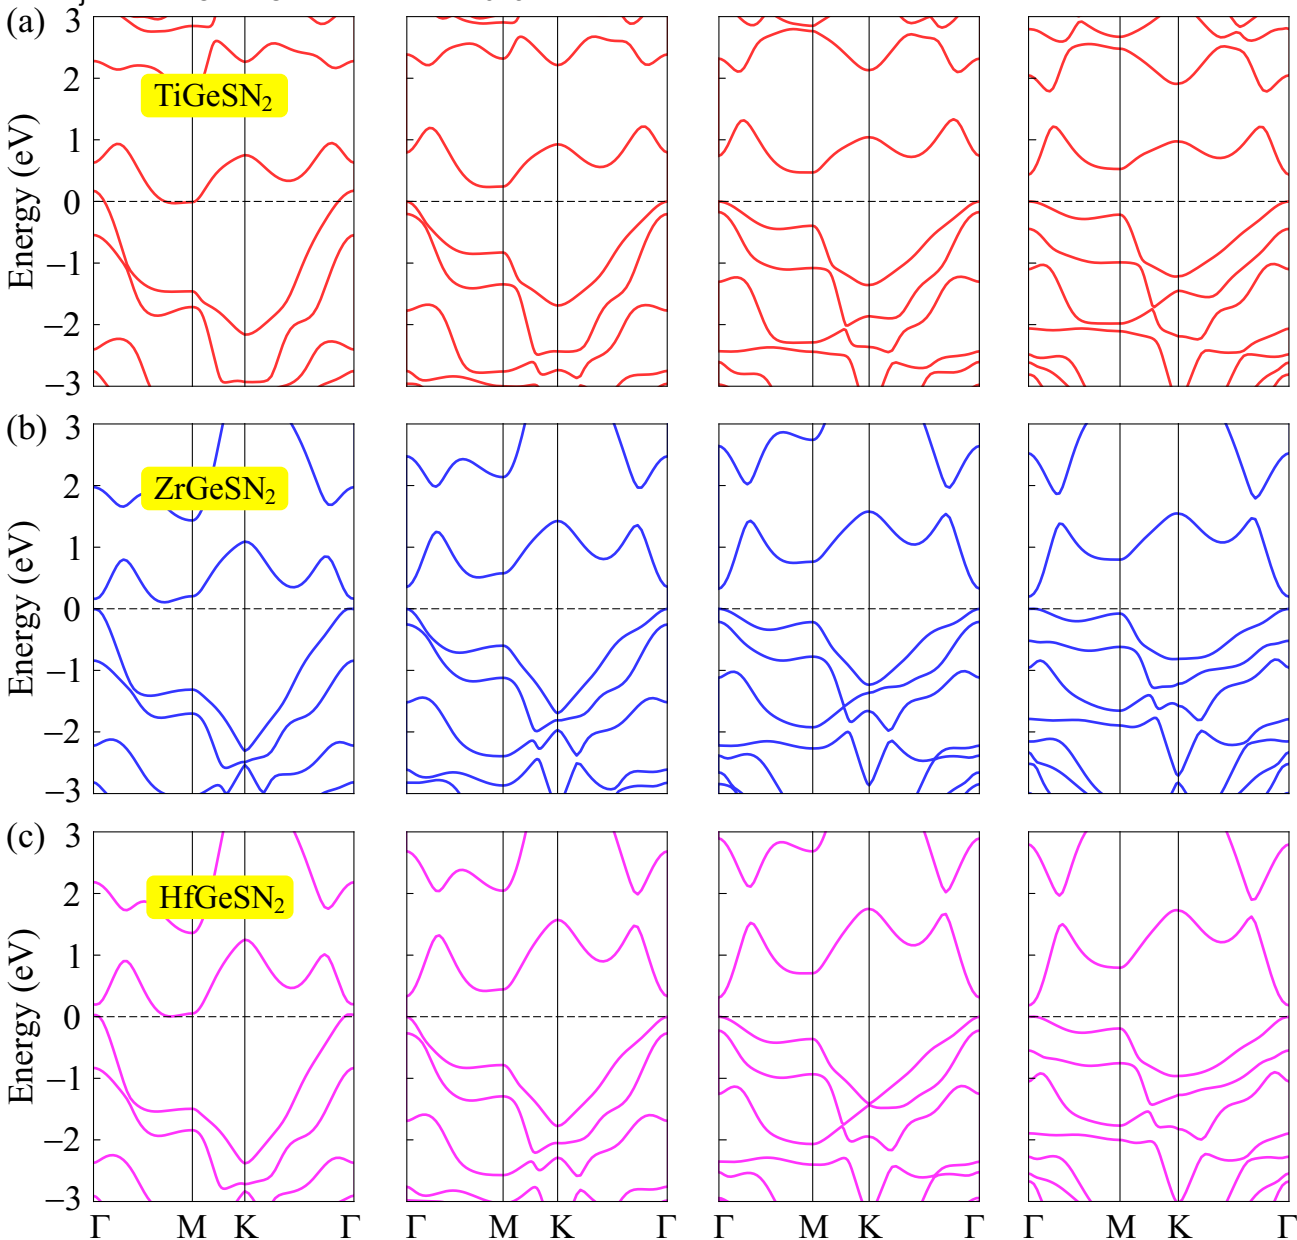 (a)
3
2
1
0
−1
−2
−3
Energy (eV)
TiGeSN₂
(b)
3
2
1
0
−1
−2
−3
Energy (eV)
ZrGeSN₂
(c)
3
2
1
0
−1
−2
−3
Energy (eV)
HfGeSN₂
Γ M K Γ Γ M K Γ Γ M K Γ Γ M K Γ